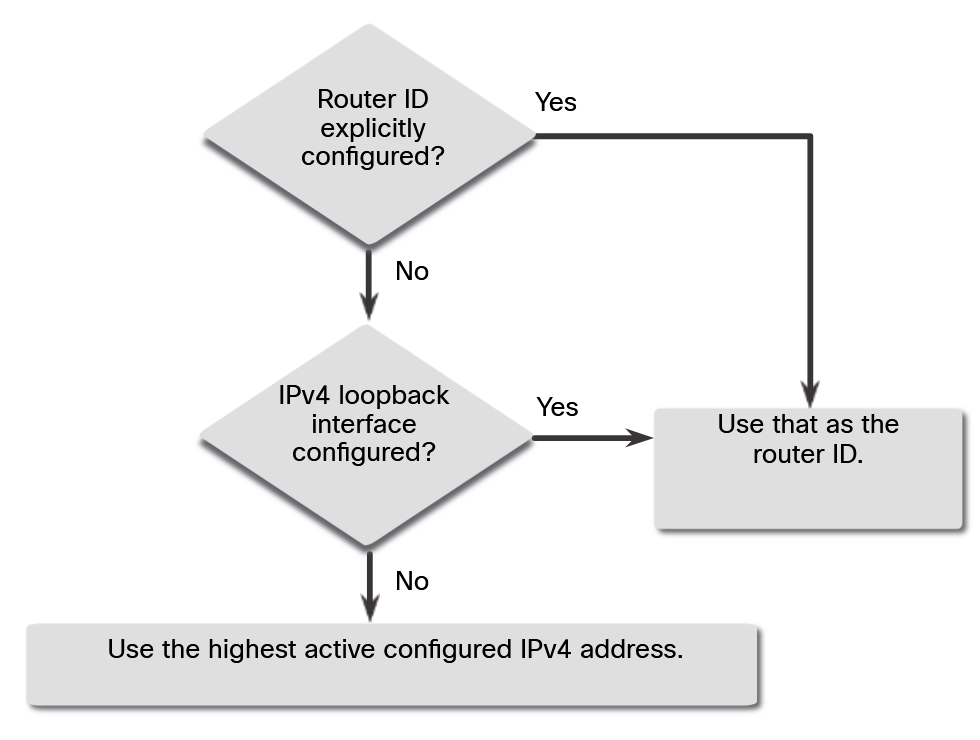 Router ID
explicitly
configured?
Yes
No
IPv4 loopback
interface
configured?
Yes
Use that as the
router ID.
No
Use the highest active configured IPv4 address.